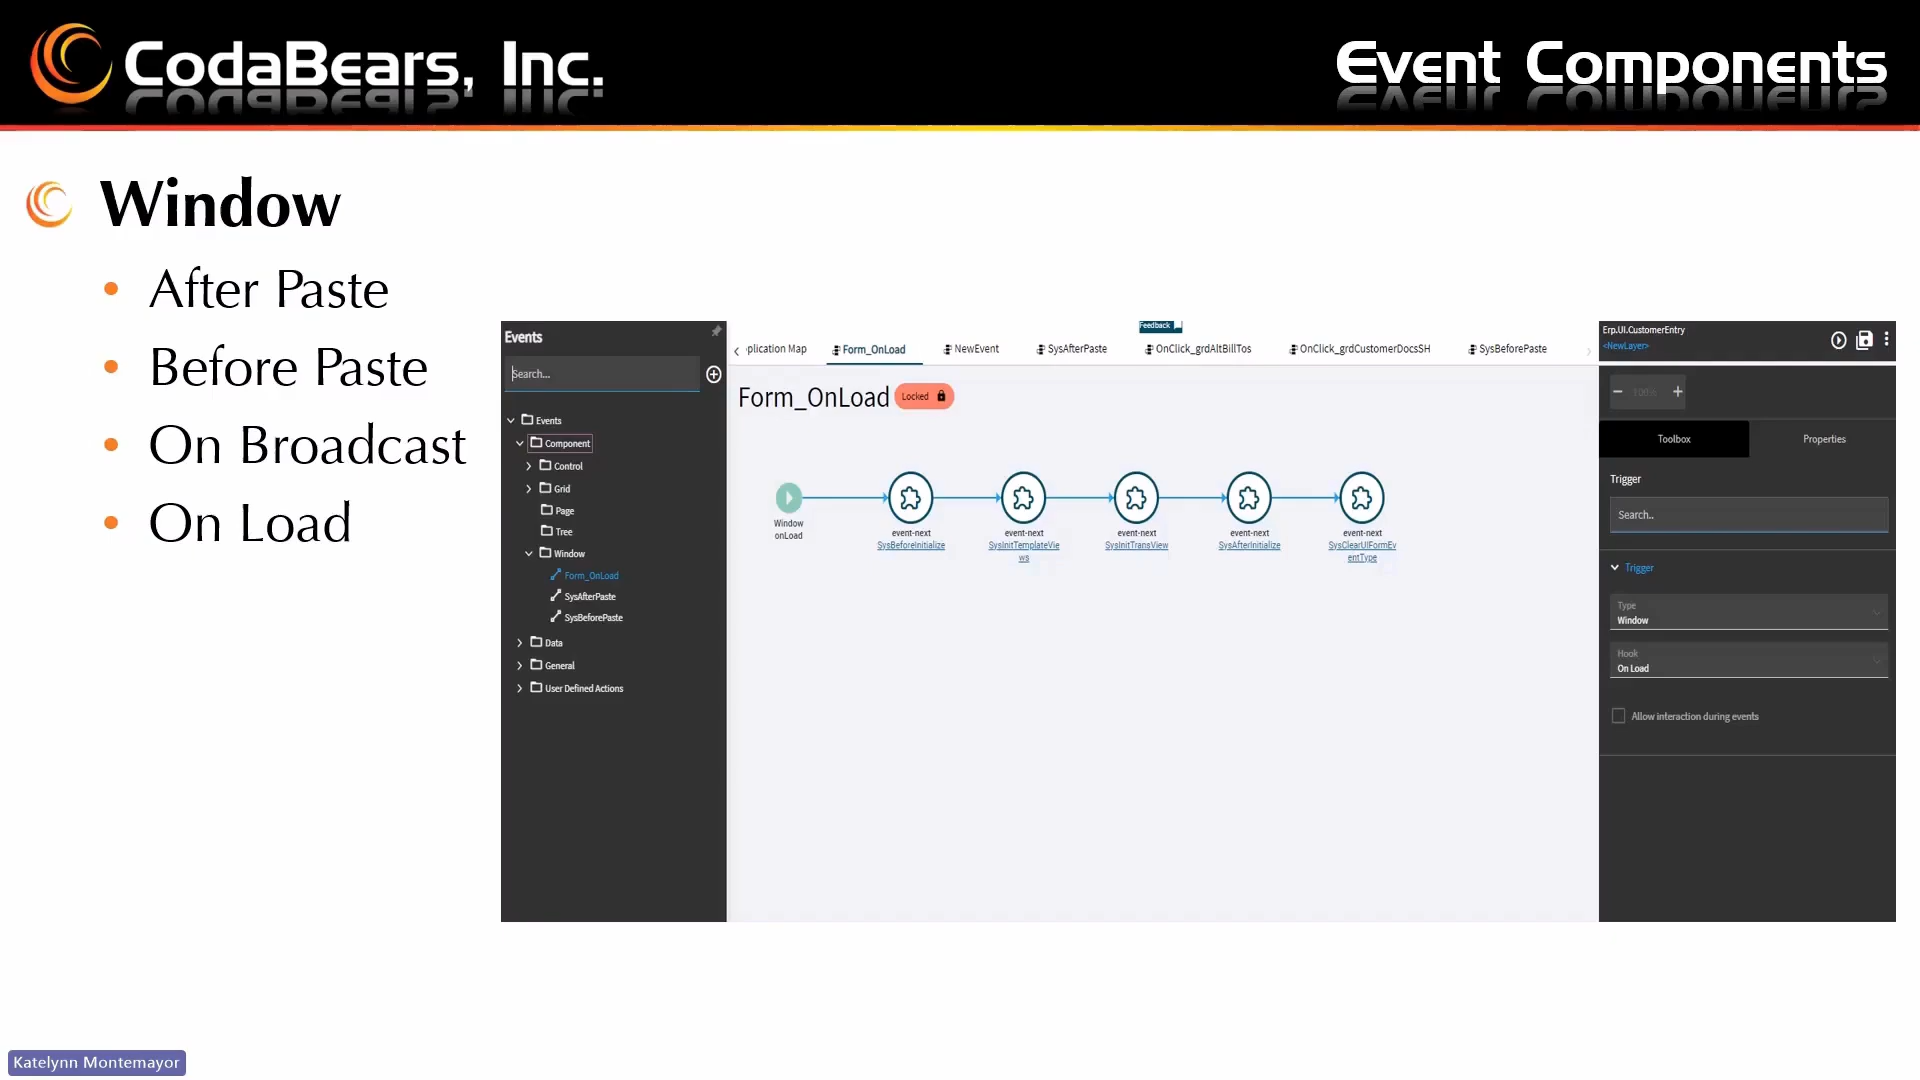 CodaBears, Inc.
Event Components
Window
After Paste
Before Paste
On Broadcast
On Load
Events
Search...
Events
Component
Control
Grid
Page
Tree
Window
Form_OnLoad
SysAfterPaste
SysBeforePaste
Data
General
User Defined Actions
Feedback
plication Map
Form_OnLoad
NewEvent
SysAfterPaste
OnClick_grdAltBillTos
OnClick_grdCustomerDocsSH
SysBeforePaste
Form_OnLoad
Locked
Window
onLoad
event-next
SysBeforeInitialize
event-next
SysInitTemplateVie
ws
event-next
SysInitTransView
event-next
SysAfterInitialize
event-next
SysClearUIFormEv
entType
Erp.UI.CustomerEntry
<NewLayer>
Toolbox
Properties
Trigger
Search..
Trigger
Type
Window
Hook
On Load
Allow interaction during events
Katelynn Montemayor